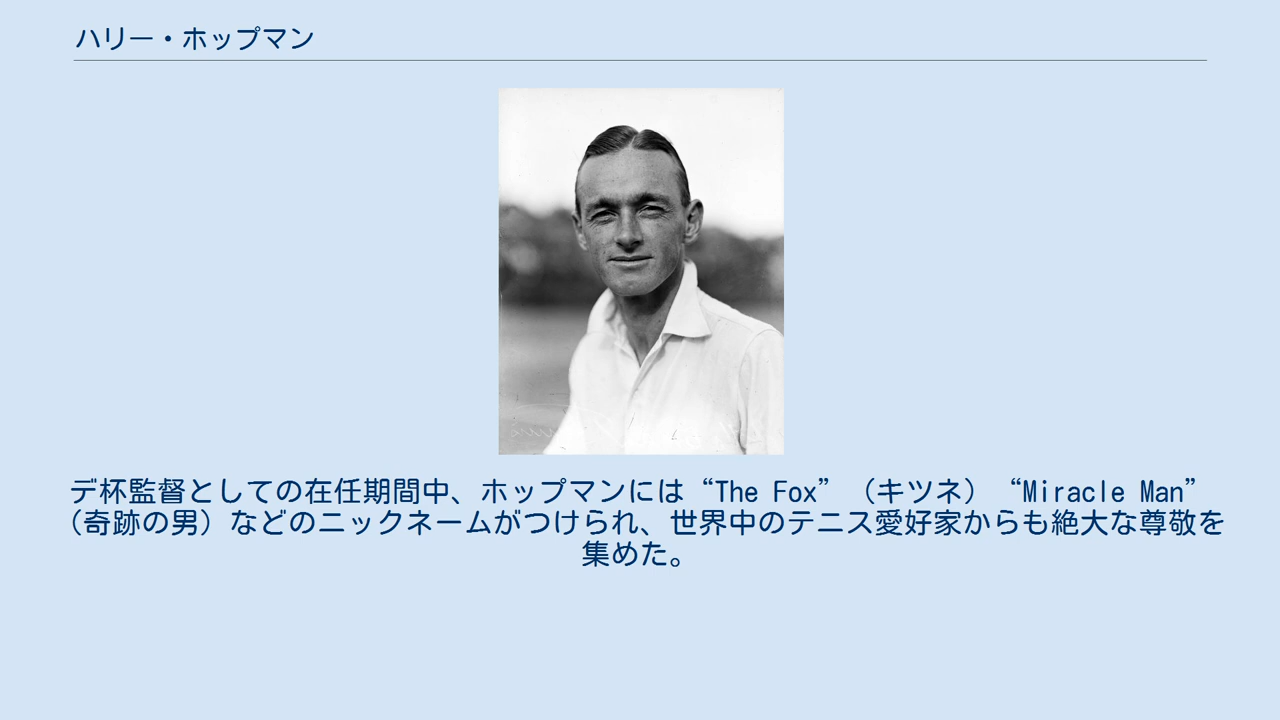 ハリー・ホップマン
デ杯監督としての在任期間中、ホップマンには“The Fox”（キツネ）“Miracle Man”
（奇跡の男）などのニックネームがつけられ、世界中のテニス愛好家からも絶大な尊敬を
集めた。